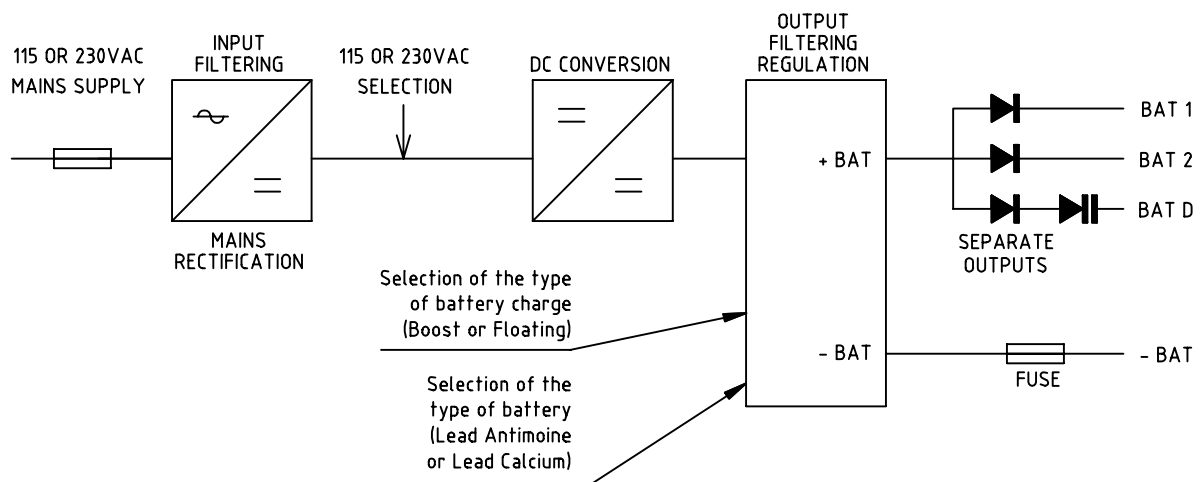 115 OR 230VAC
MAINS SUPPLY
INPUT
FILTERING
MAINS
RECTIFICATION
115 OR 230VAC
SELECTION
DC CONVERSION
OUTPUT
FILTERING
REGULATION
+ BAT
- BAT
BAT 1
BAT 2
BAT D
SEPARATE
OUTPUTS
- BAT
FUSE
Selection of the type
of battery charge
(Boost or Floating)
Selection of the
type of battery
(Lead Antimoine
or Lead Calcium)